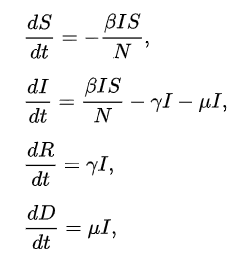 dS/dt = −βIS/N,
dI/dt = βIS/N − γI − μI,
dR/dt = γI,
dD/dt = μI,